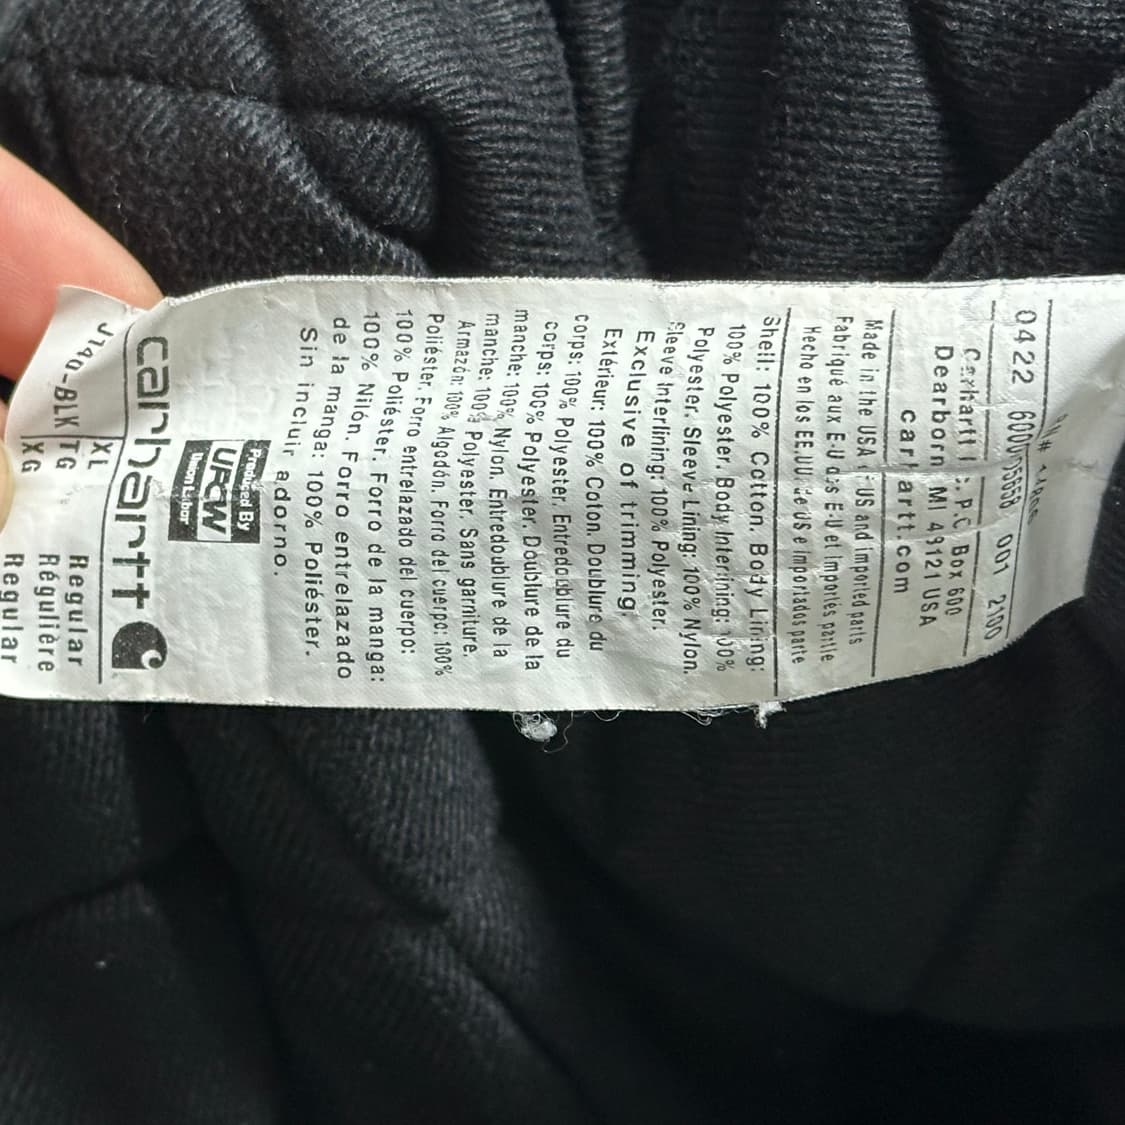 J140-BLK
XL Regular
TG Régulière
XG Regular
carhartt
Produced By
UFCW
Union Labor
Shell: 100% Cotton. Body Lining:
100% Polyester. Body Interlining: 100%
Polyester. Sleeve Lining: 100% Nylon.
Sleeve Interlining: 100% Polyester.
Exclusive of trimming.
Extérieur: 100% Coton. Doublure du
corps: 100% Polyester. Entredoublure du
corps: 100% Polyester. Doublure de la
manche: 100% Nylon. Entredoublure de la
manche: 100% Polyester. Sans garniture.
Armazón: 100% Algodón. Forro del cuerpo: 100%
Poliéster. Forro entrelazado del cuerpo:
100% Poliéster. Forro de la manga:
100% Nilón. Forro entrelazado
de la manga: 100% Poliéster.
Sin incluir adorno.
Made in the USA of US and imported parts
Fabriqué aux E-U des E-U et importés partie
Hecho en los EE.UU de US e importados parte
Carhartt P.O. Box 600
Dearborn MI 49121 USA
carhartt.com
0422 001 2100
RN#